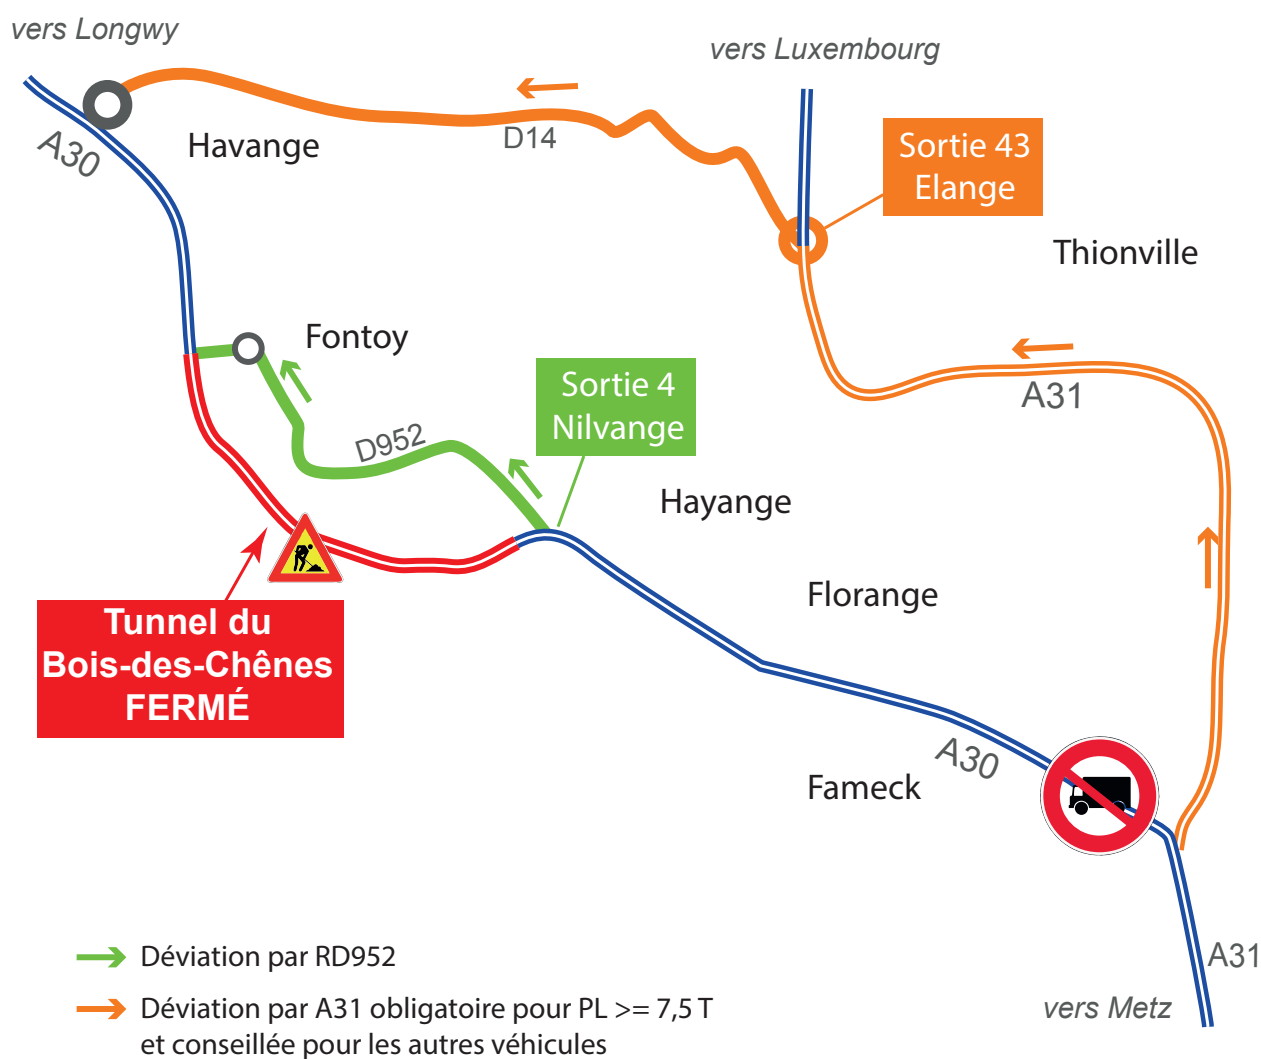 vers Longwy
vers Luxembourg
Sortie 43
Elange
A30
Havange
D14
Thionville
Fontoy
Sortie 4
Nilvange
A31
D952
Hayange
Florange
Tunnel du
Bois-des-Chênes
FERMÉ
A30
Fameck
A31
vers Metz
Déviation par RD952
Déviation par A31 obligatoire pour PL >= 7,5 T
et conseillée pour les autres véhicules